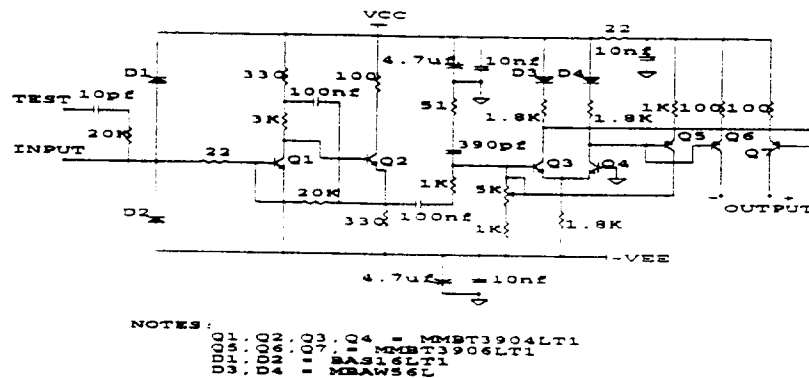 VCC
22
4.7uf
10nf
10nf
D1
330
100
D3
D4
TEST
10pf
100nf
51
1K
100
100
20K
3K
1.8K
1.8K
INPUT
22
Q1
Q2
390pf
Q3
Q4
Q5
Q6
Q7
20K
1K
5K
D2
330
100nf
1K
1.8K
- OUTPUT +
-VEE
4.7uf
10nf
NOTES:
Q1,Q2,Q3,Q4 = MMBT3904LT1
Q5,Q6,Q7,= MMBT3906LT1
D1,D2 = BAS16LT1
D3,D4 = MBAW56L